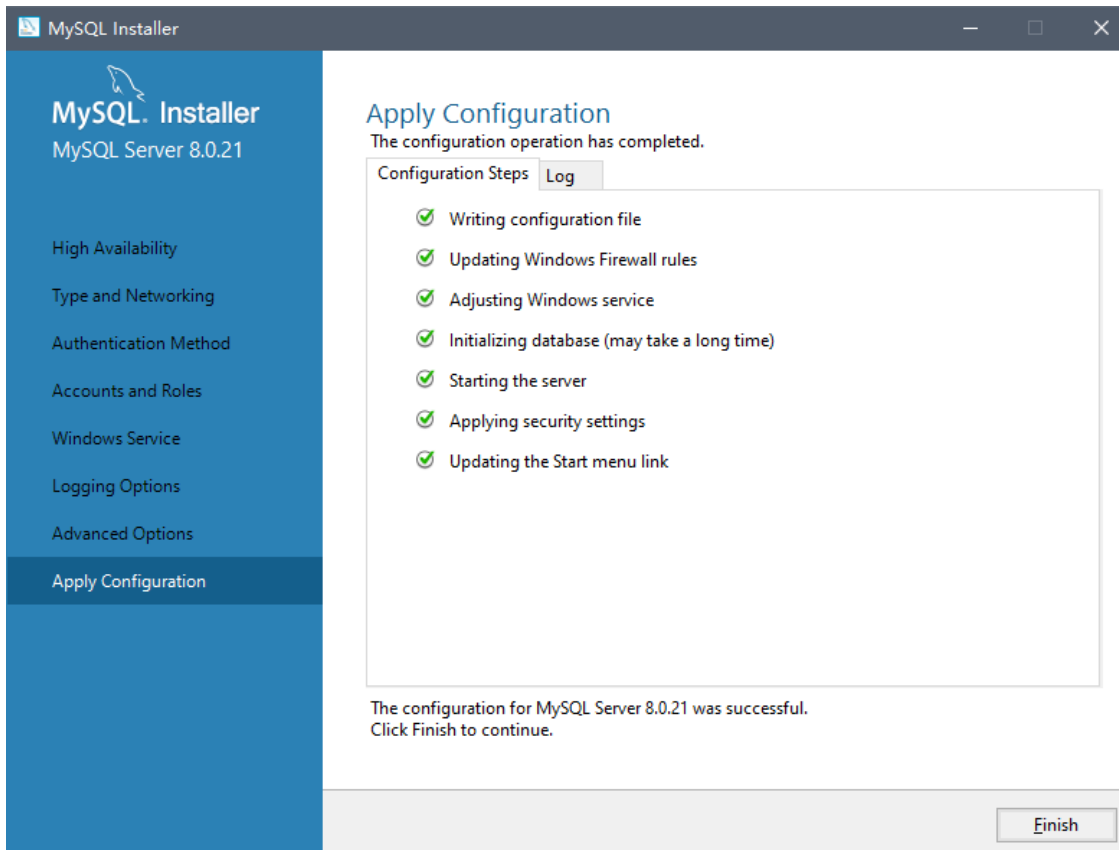 MySQL Installer
MySQL. Installer
MySQL Server 8.0.21
High Availability
Type and Networking
Authentication Method
Accounts and Roles
Windows Service
Logging Options
Advanced Options
Apply Configuration
Apply Configuration
The configuration operation has completed.
Configuration Steps Log
Writing configuration file
Updating Windows Firewall rules
Adjusting Windows service
Initializing database (may take a long time)
Starting the server
Applying security settings
Updating the Start menu link
The configuration for MySQL Server 8.0.21 was successful.
Click Finish to continue.
Finish